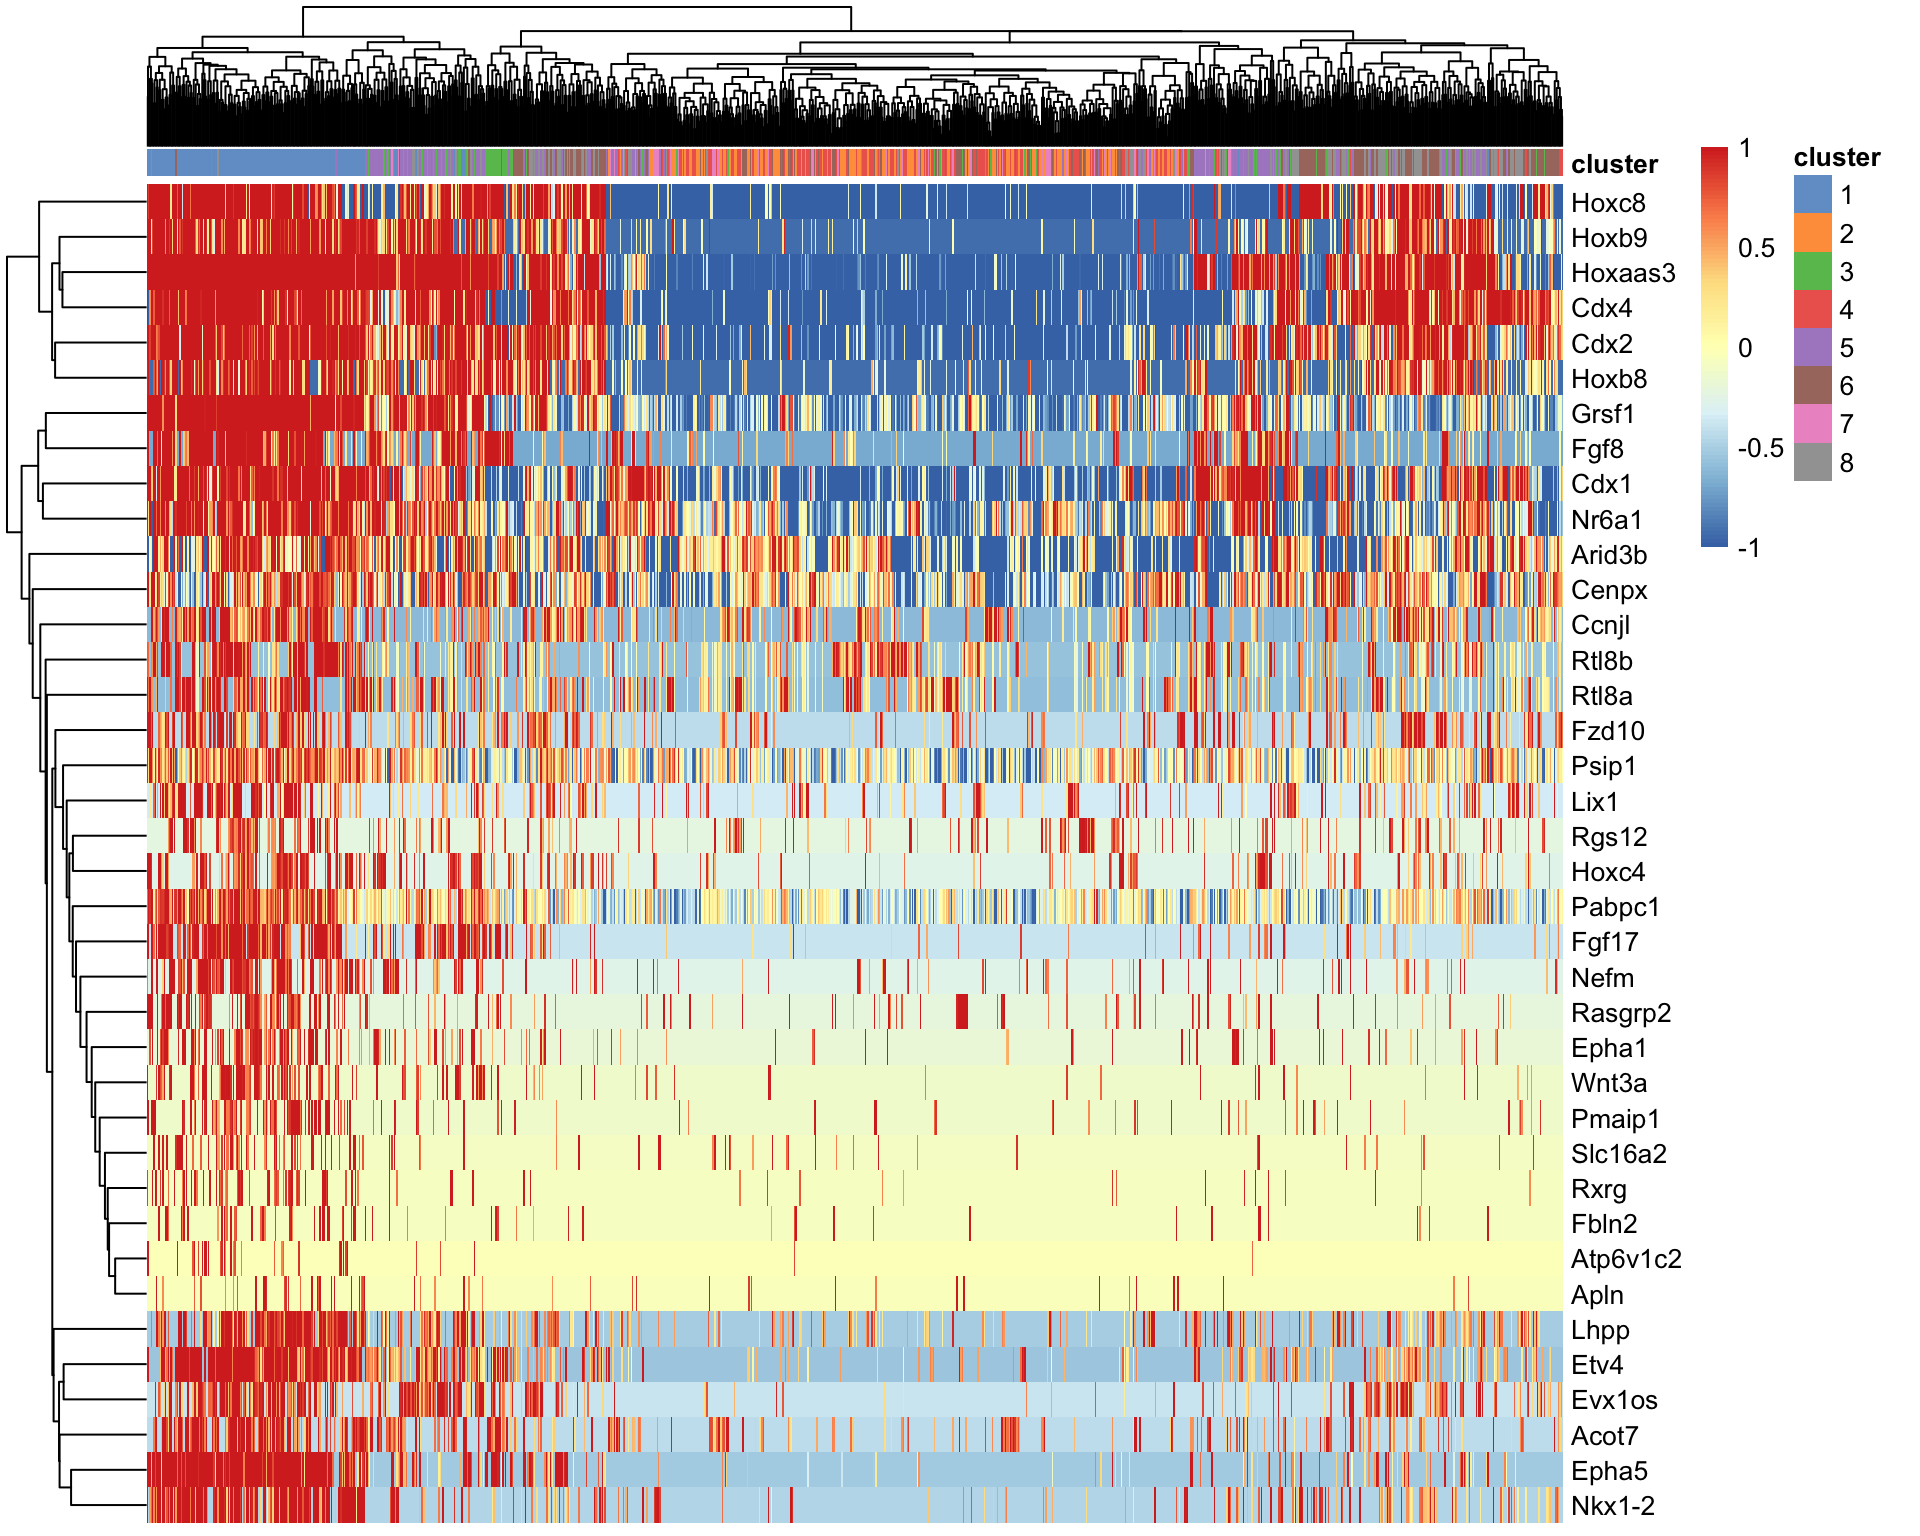 cluster
Hoxc8
Hoxb9
Hoxaas3
Cdx4
Cdx2
Hoxb8
Grsf1
Fgf8
Cdx1
Nr6a1
Arid3b
Cenpx
Ccnjl
Rtl8b
Rtl8a
Fzd10
Psip1
Lix1
Rgs12
Hoxc4
Pabpc1
Fgf17
Nefm
Rasgrp2
Epha1
Wnt3a
Pmaip1
Slc16a2
Rxrg
Fbln2
Atp6v1c2
Apln
Lhpp
Etv4
Evx1os
Acot7
Epha5
Nkx1-2
1
0.5
0
-0.5
-1
cluster
1
2
3
4
5
6
7
8